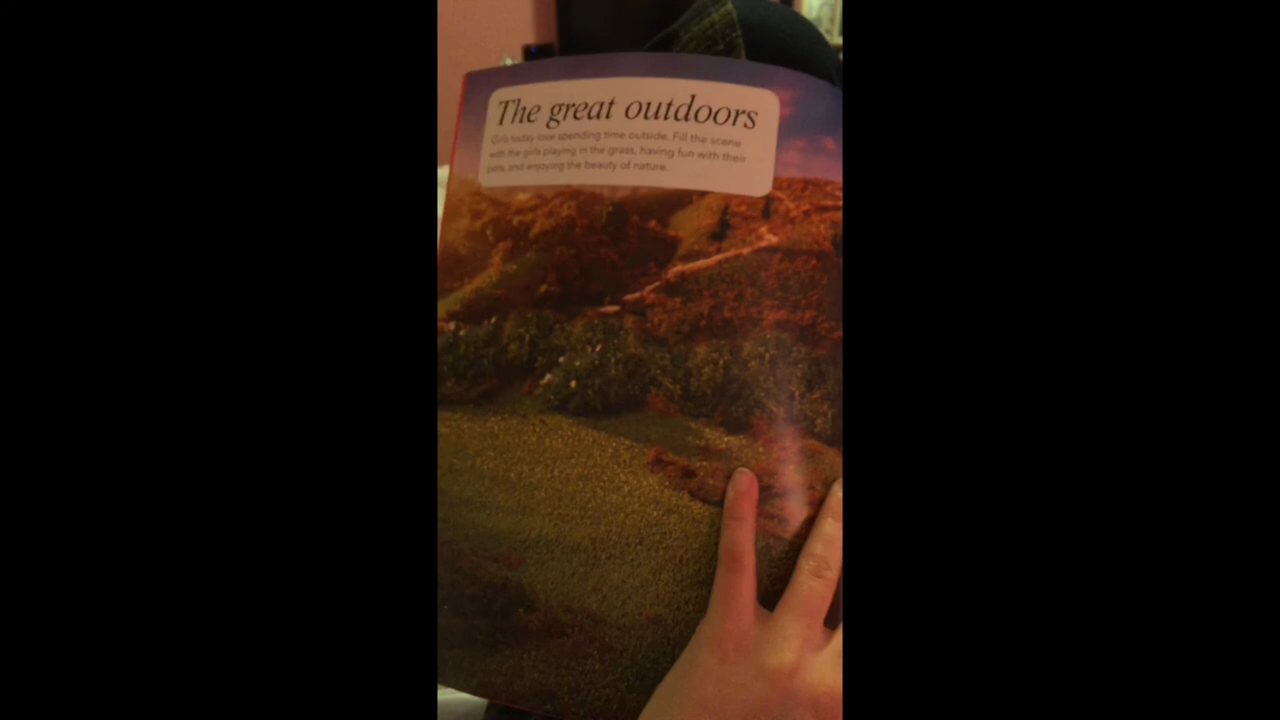 The great outdoors
Girls today love spending time outside. Fill the scene
with the girls playing in the grass, having fun with their
pets, and enjoying the beauty of nature.